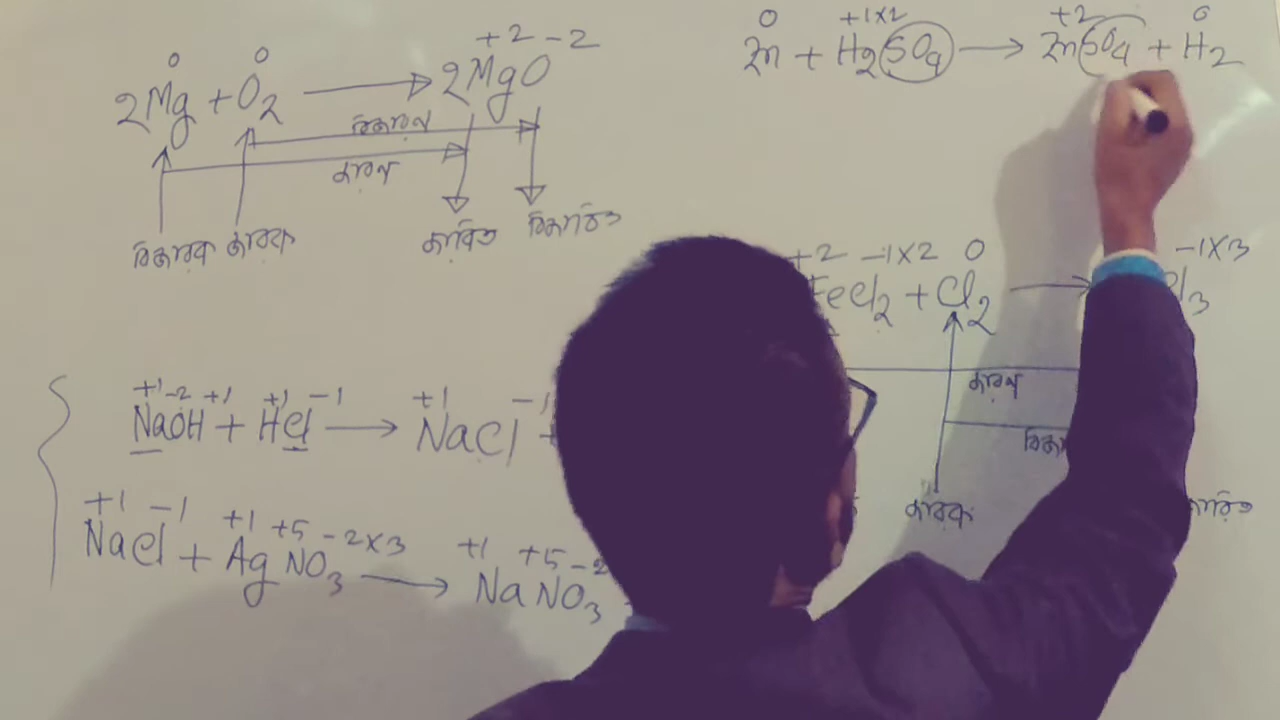 0 0 +2 -2
2Mg + O2 → 2MgO
বিজারণ
জারণ
বিজারক জারক জারিত বিজারিত
0 +1×2 +2 0
Zn + H2SO4 → ZnSO4 + H2
+2 -1×2 0 -1×3
FeCl2 + Cl2 →
জারণ
জারক
+1 -2 +1 +1 -1 +1 -1
NaOH + HCl → NaCl +
+1 -1 +1 +5 -2×3 +1 +5 -2
NaCl + AgNO3 → NaNO3